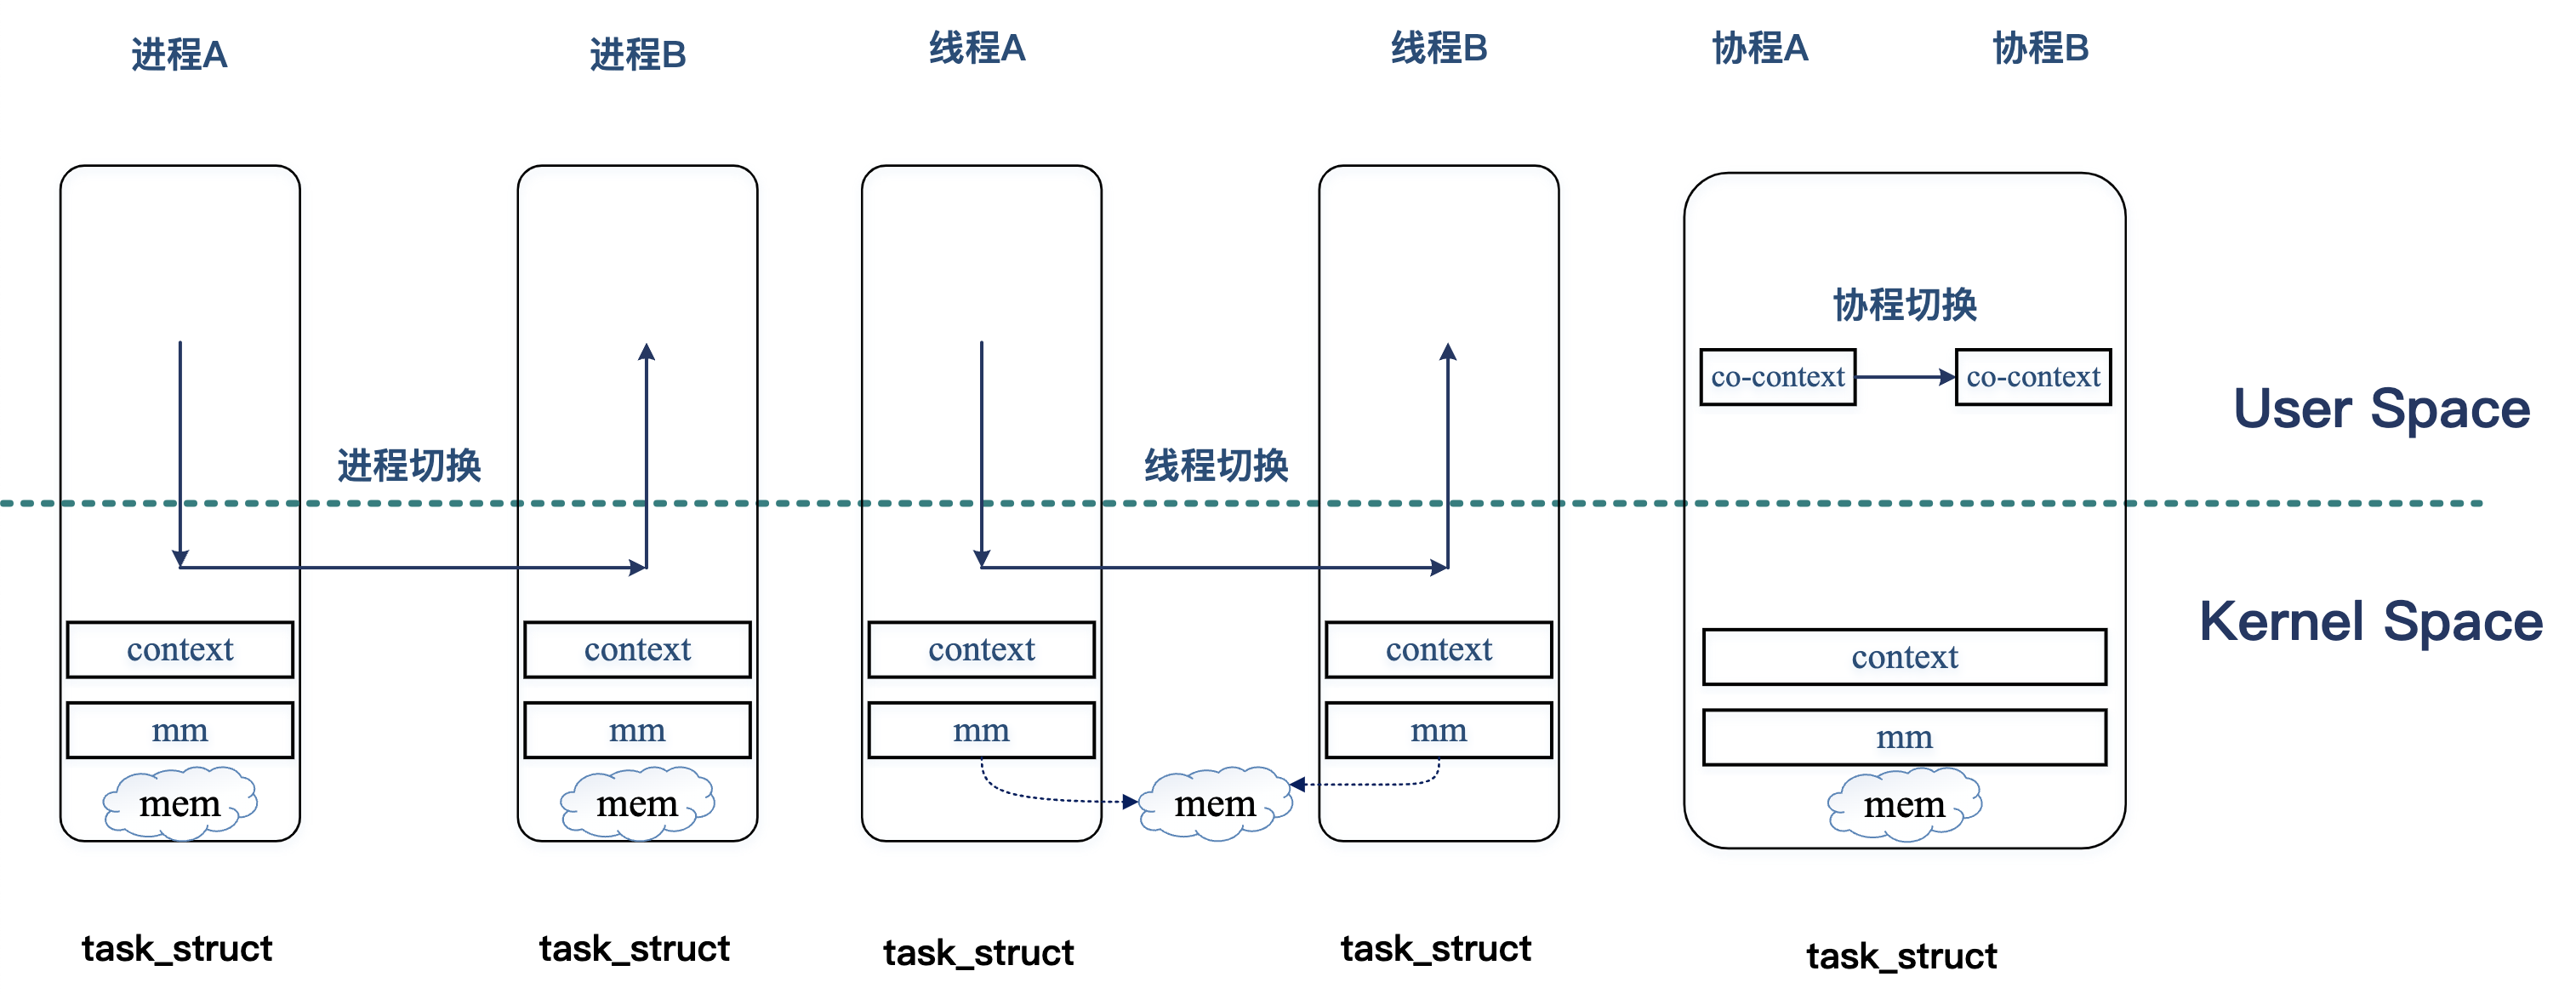 进程A
进程B
线程A
线程B
协程A
协程B
协程切换
co-context
co-context
User Space
进程切换
线程切换
Kernel Space
context
context
context
context
context
mm
mm
mm
mm
mm
mem
mem
mem
mem
task_struct
task_struct
task_struct
task_struct
task_struct